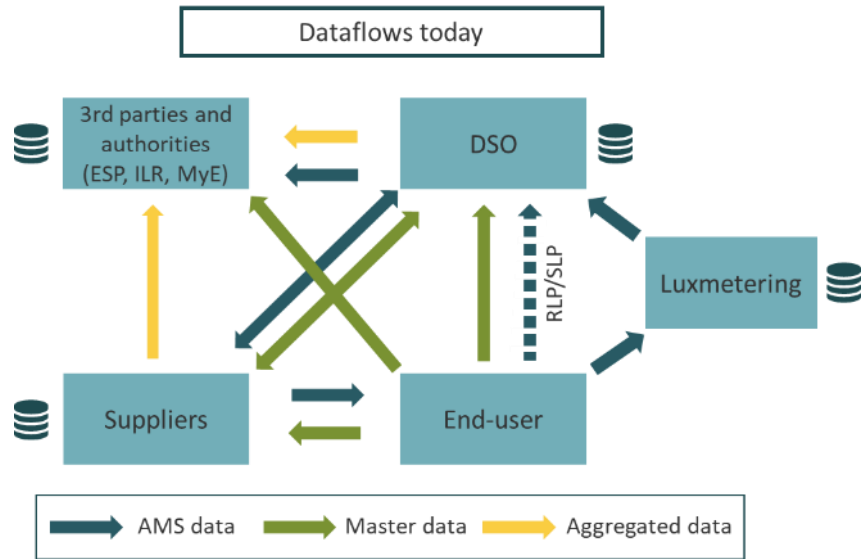 Dataflows today
3rd parties and
authorities
(ESP, ILR, MyE)
DSO
RLP/SLP
Luxmetering
Suppliers
End-user
AMS data
Master data
Aggregated data